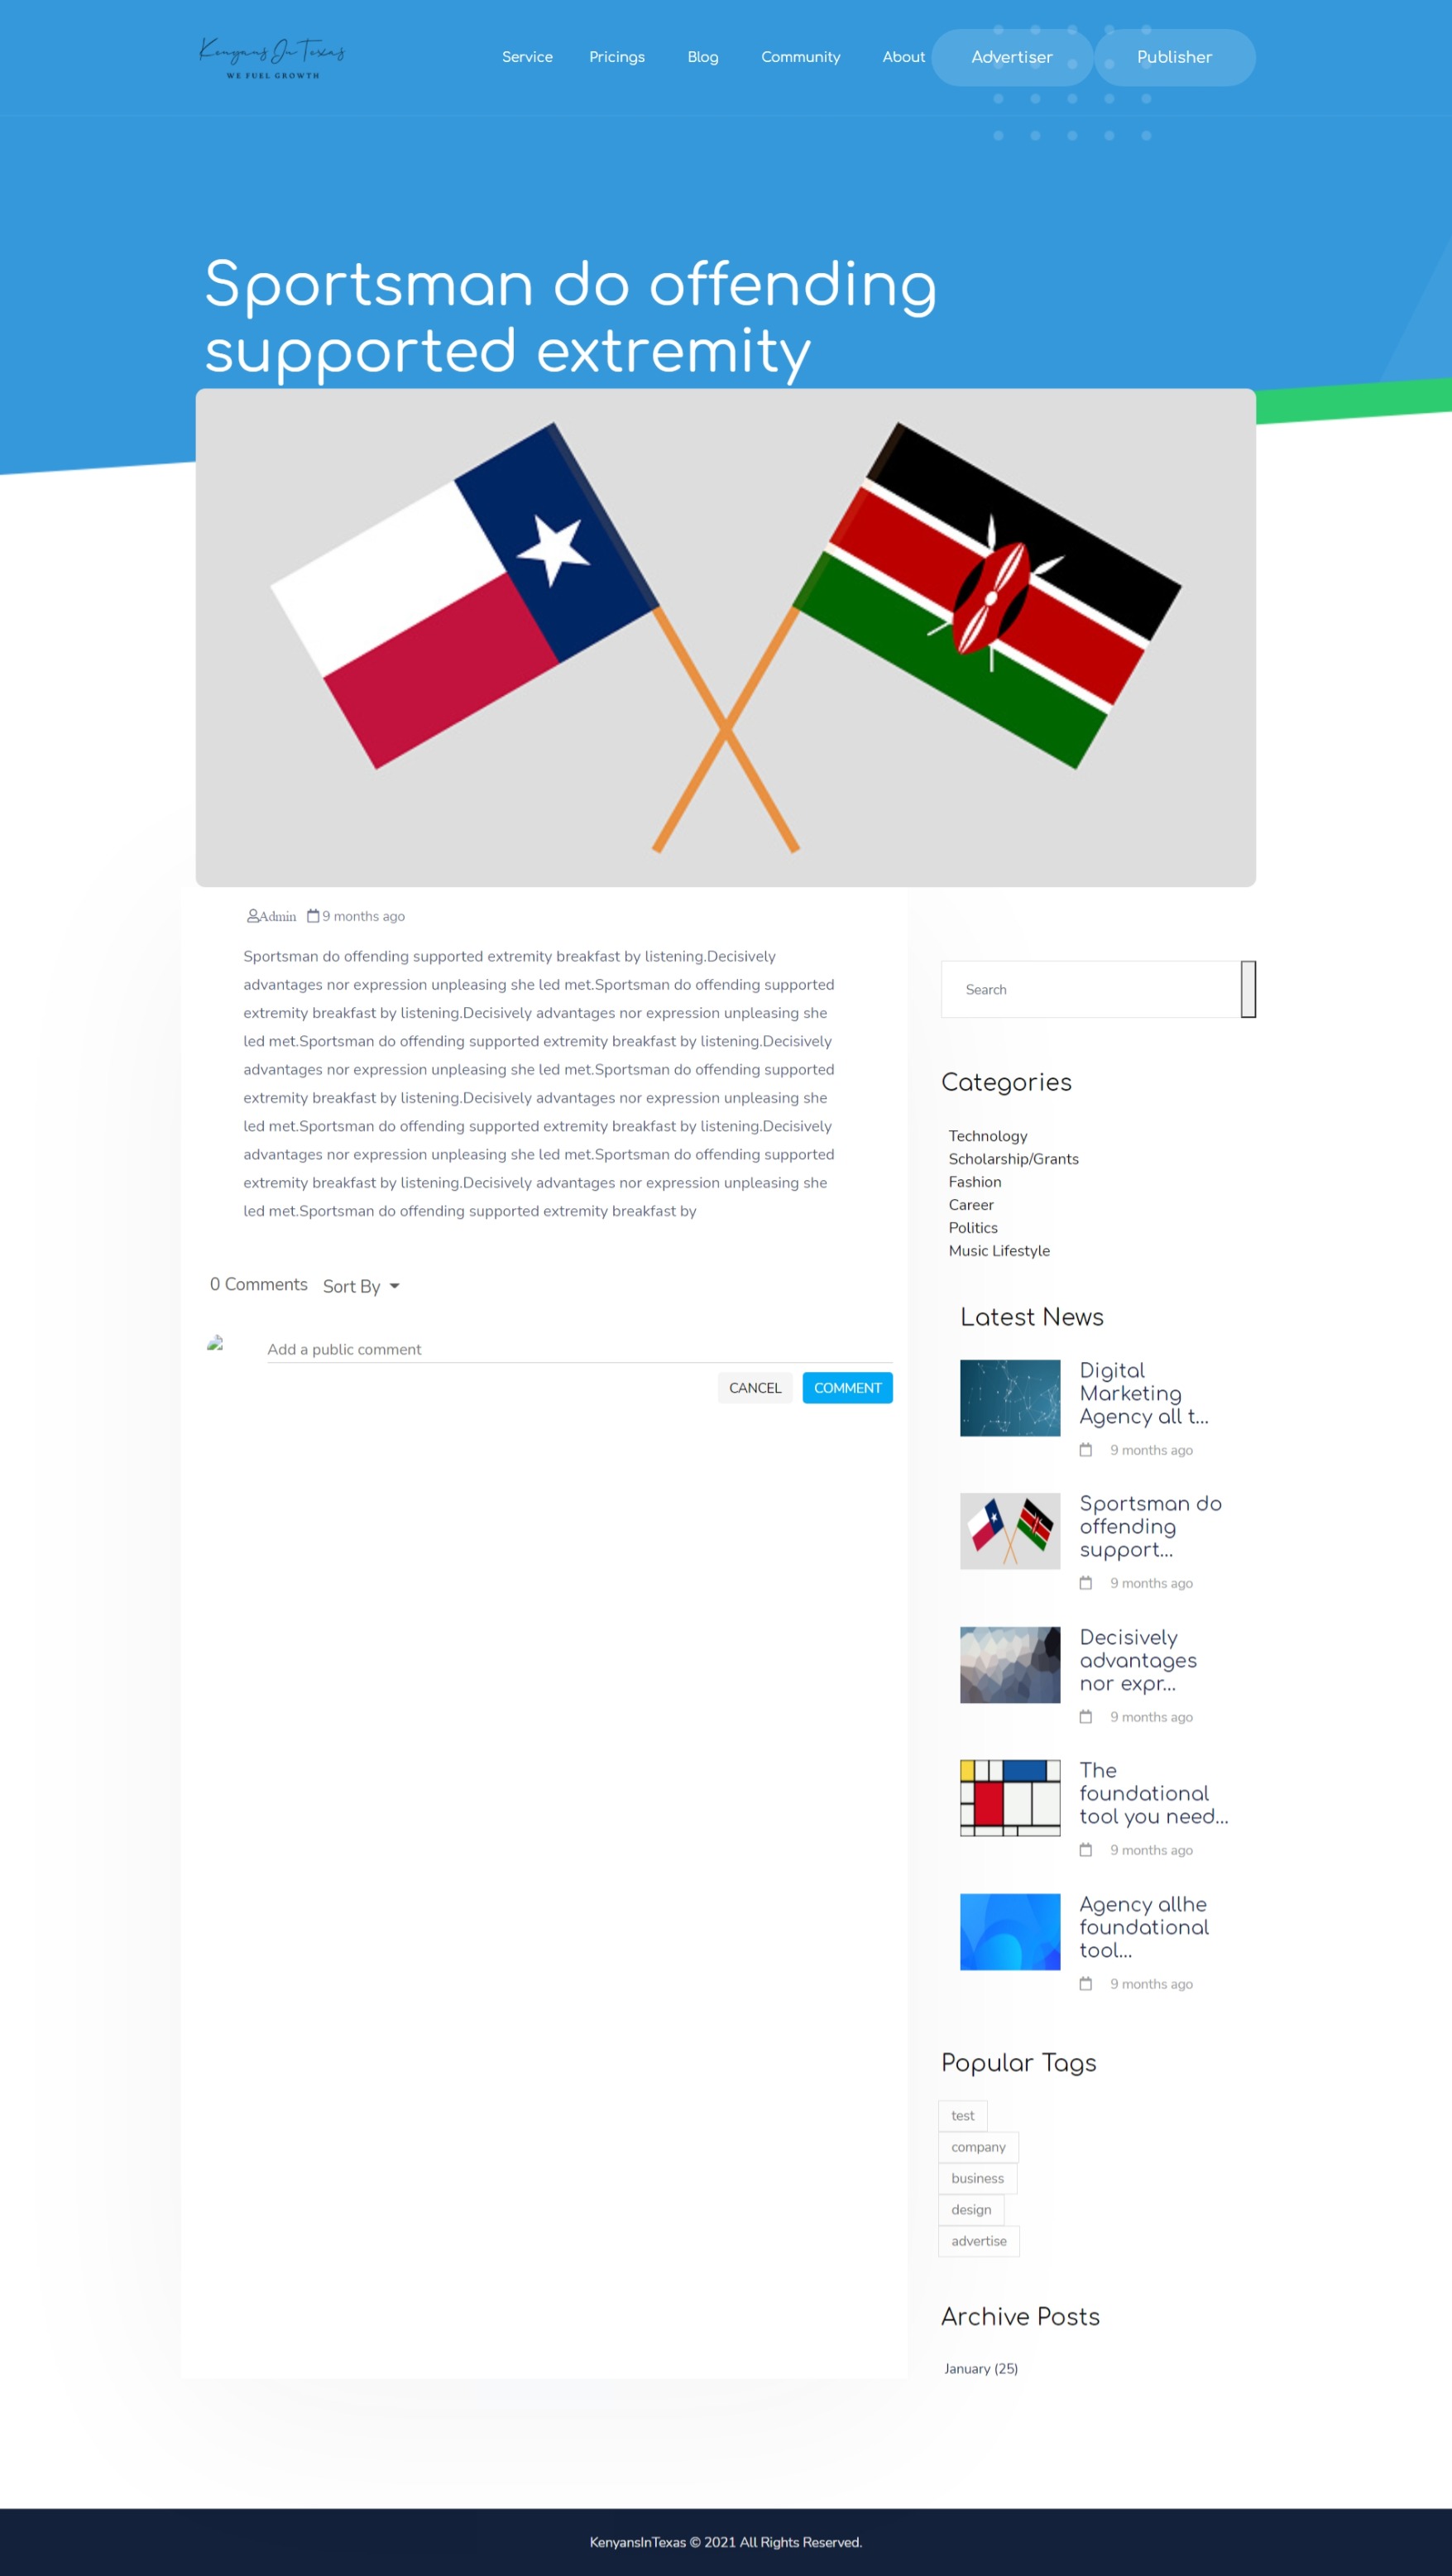 Kenyans In Texas
WE FUEL GROWTH
Service Pricings Blog Community About Advertiser Publisher
Sportsman do offending
supported extremity
Admin 9 months ago
Sportsman do offending supported extremity breakfast by listening.Decisively
advantages nor expression unpleasing she led met.Sportsman do offending supported
extremity breakfast by listening.Decisively advantages nor expression unpleasing she
led met.Sportsman do offending supported extremity breakfast by listening.Decisively
advantages nor expression unpleasing she led met.Sportsman do offending supported
extremity breakfast by listening.Decisively advantages nor expression unpleasing she
led met.Sportsman do offending supported extremity breakfast by listening.Decisively
advantages nor expression unpleasing she led met.Sportsman do offending supported
extremity breakfast by listening.Decisively advantages nor expression unpleasing she
led met.Sportsman do offending supported extremity breakfast by
0 Comments Sort By
Add a public comment
CANCEL COMMENT
Search
Categories
Technology
Scholarship/Grants
Fashion
Career
Politics
Music Lifestyle
Latest News
Digital
Marketing
Agency all t...
9 months ago
Sportsman do
offending
support...
9 months ago
Decisively
advantages
nor expr...
9 months ago
The
foundational
tool you need...
9 months ago
Agency allhe
foundational
tool...
9 months ago
Popular Tags
test
company
business
design
advertise
Archive Posts
January (25)
KenyansInTexas © 2021 All Rights Reserved.